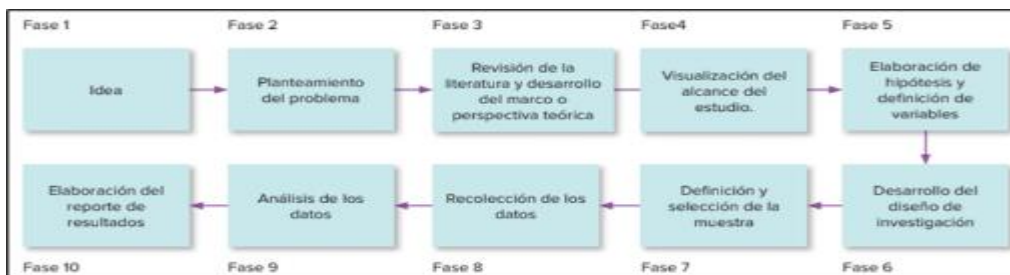 Fase 1
Fase 2
Fase 3
Fase4
Fase 5
Idea
Planteamiento
del problema
Revisión de la
literatura y desarrollo
del marco o
perspectiva teórica
Visualización del
alcance del
estudio.
Elaboración de
hipótesis y
definición de
variables
Elaboración del
reporte de
resultados
Análisis de los
datos
Recolección de los
datos
Definición y
selección de la
muestra
Desarrollo del
diseño de
investigación
Fase 10
Fase 9
Fase 8
Fase 7
Fase 6